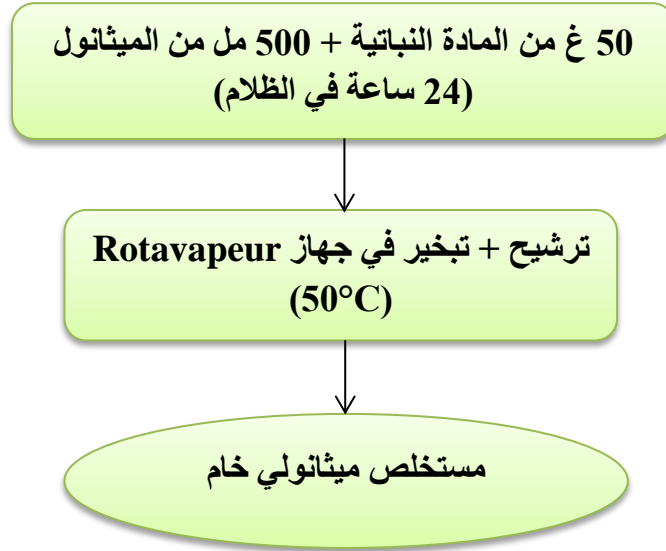 50 غ من المادة النباتية + 500 مل من الميثانول
(24 ساعة في الظلام)
ترشيح + تبخير في جهاز Rotavapeur
(50°C)
مستخلص ميثانولي خام